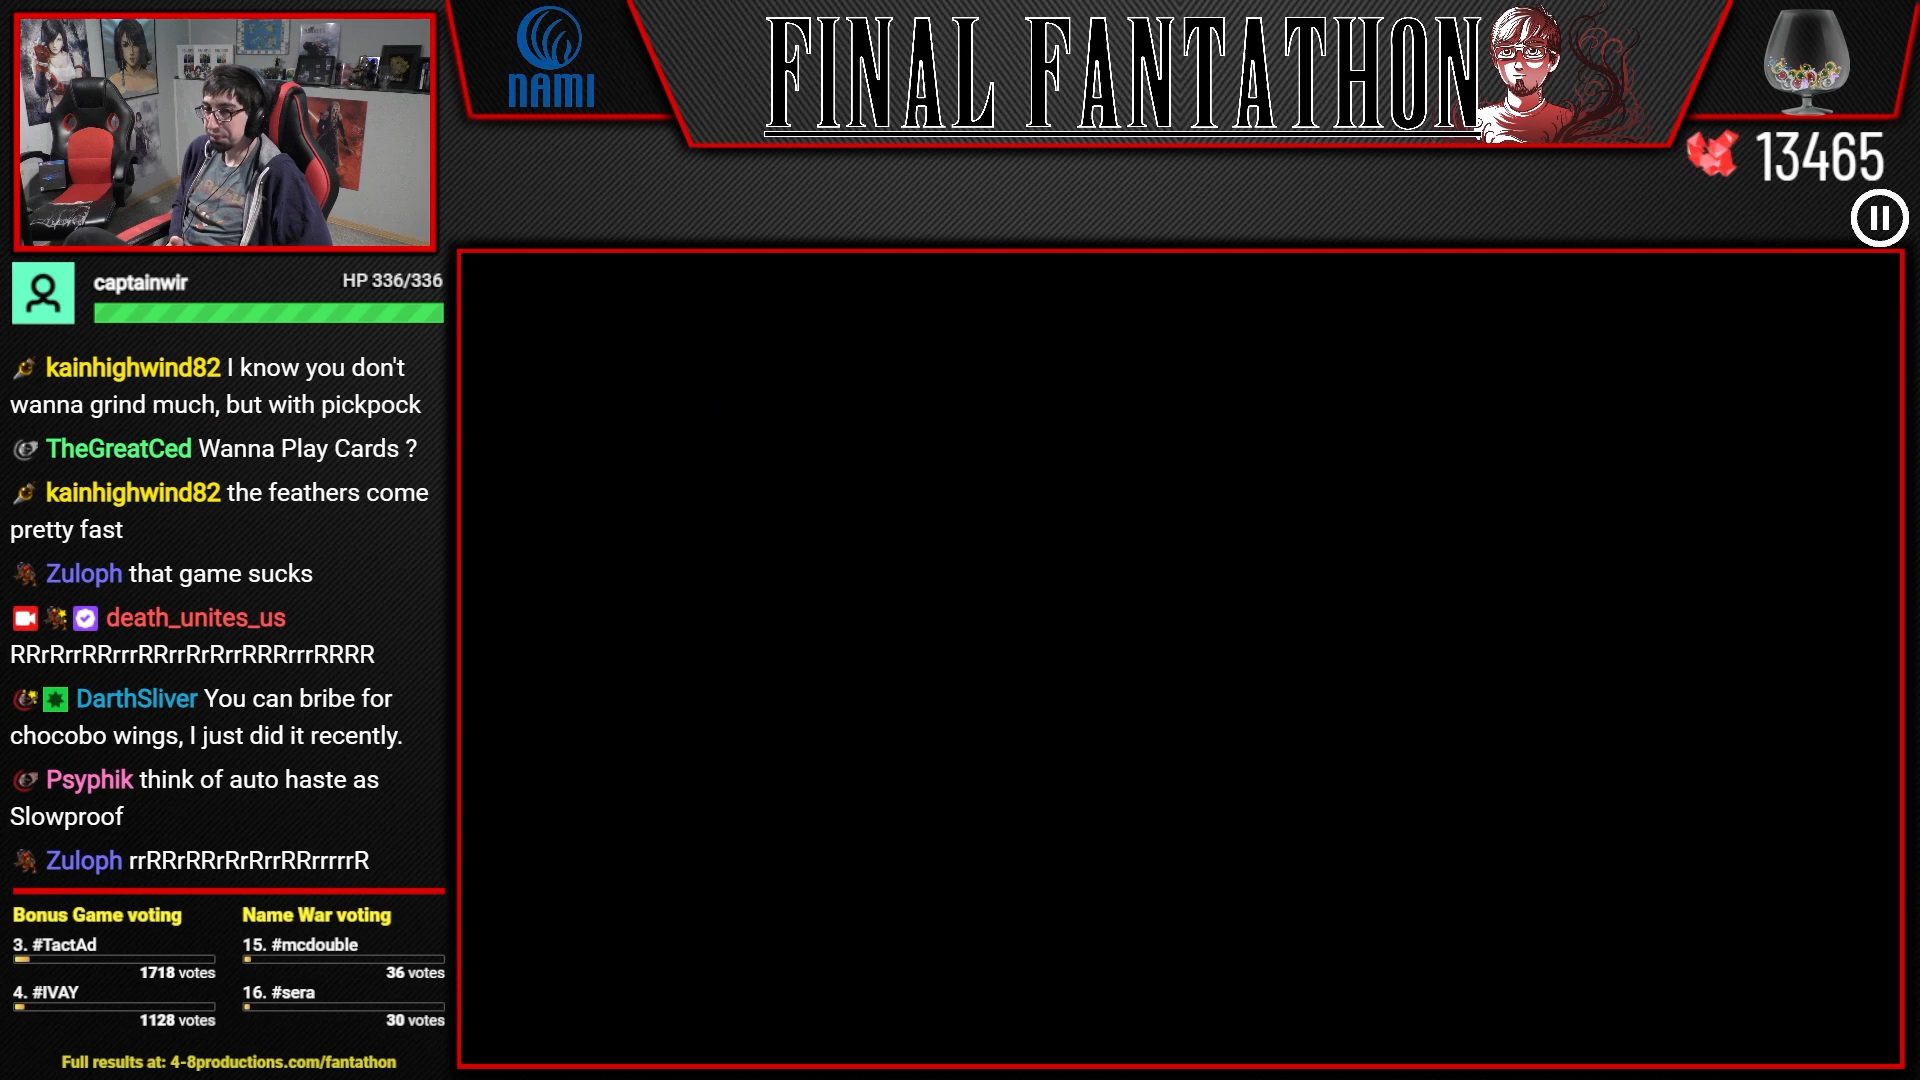 NAMI
FINAL FANTATHON
13465
captainwir
HP 336/336
kainhighwind82 I know you don't
wanna grind much, but with pickpock
TheGreatCed Wanna Play Cards ?
kainhighwind82 the feathers come
pretty fast
Zuloph that game sucks
death_unites_us
RRrRrrRRrrrRRrrRrRrrRRRrrrRRRR
DarthSliver You can bribe for
chocobo wings, I just did it recently.
Psyphik think of auto haste as
Slowproof
Zuloph rrRRrRRrRrRrrRRrrrrrR
Bonus Game voting
3. #TactAd
1718 votes
4. #IVAY
1128 votes
Name War voting
15. #mcdouble
36 votes
16. #sera
30 votes
Full results at: 4-8productions.com/fantathon